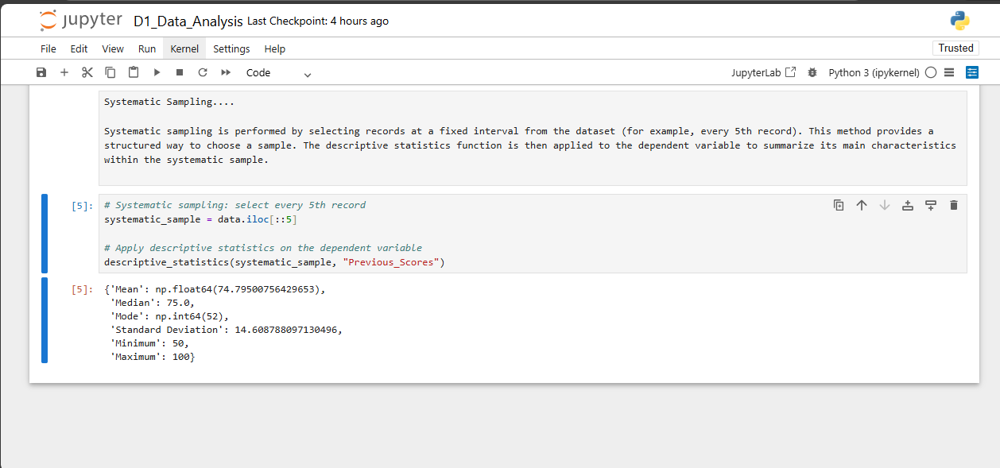 jupyter D1_Data_Analysis Last Checkpoint: 4 hours ago
File Edit View Run Kernel Settings Help
Trusted
Code
JupyterLab
Python 3 (ipykernel)
Systematic Sampling....
Systematic sampling is performed by selecting records at a fixed interval from the dataset (for example, every 5th record). This method provides a
structured way to choose a sample. The descriptive statistics function is then applied to the dependent variable to summarize its main characteristics
within the systematic sample.
[5]: # Systematic sampling: select every 5th record
systematic_sample = data.iloc[::5]
# Apply descriptive statistics on the dependent variable
descriptive_statistics(systematic_sample, "Previous_Scores")
[5]: {'Mean': np.float64(74.79500756429653),
'Median': 75.0,
'Mode': np.int64(52),
'Standard Deviation': 14.608788097130496,
'Minimum': 50,
'Maximum': 100}